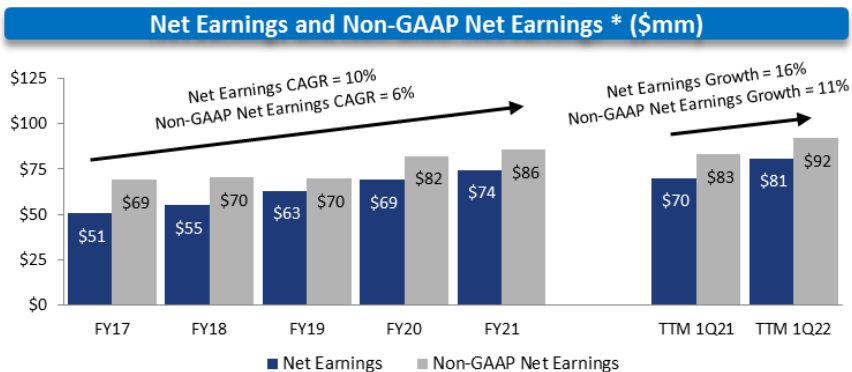 Net Earnings and Non-GAAP Net Earnings * ($mm)
$125
$100
$75
$50
$25
$0
Net Earnings CAGR = 10%
Non-GAAP Net Earnings CAGR = 6%
Net Earnings Growth = 16%
Non-GAAP Net Earnings Growth = 11%
$51 $69 $55 $70 $63 $70 $69 $82 $74 $86 $70 $83 $81 $92
FY17 FY18 FY19 FY20 FY21 TTM 1Q21 TTM 1Q22
Net Earnings Non-GAAP Net Earnings